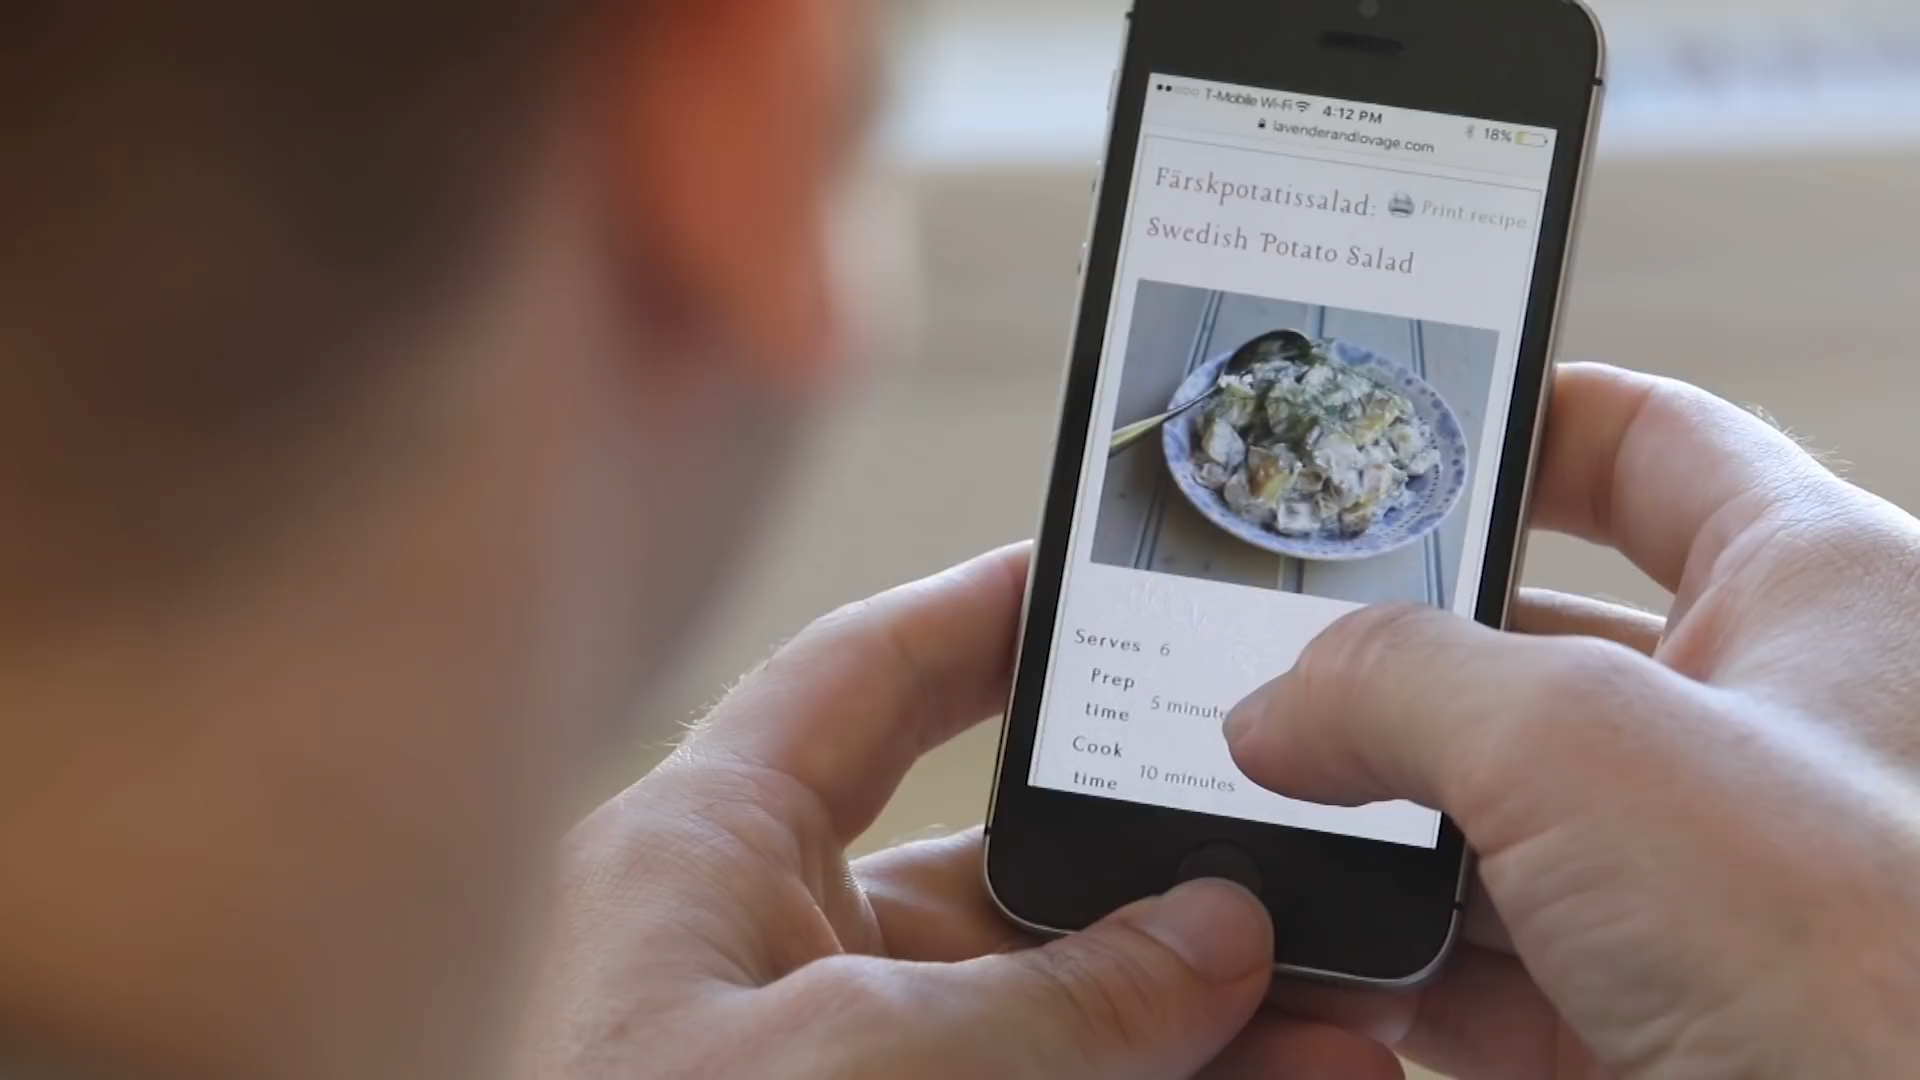 T-Mobile Wi-Fi 4:12 PM 18%
lavenderandlovage.com
Färskpotatissalad: Print recipe
Swedish Potato Salad
Serves 6
Prep
time 5 minute
Cook
time 10 minutes